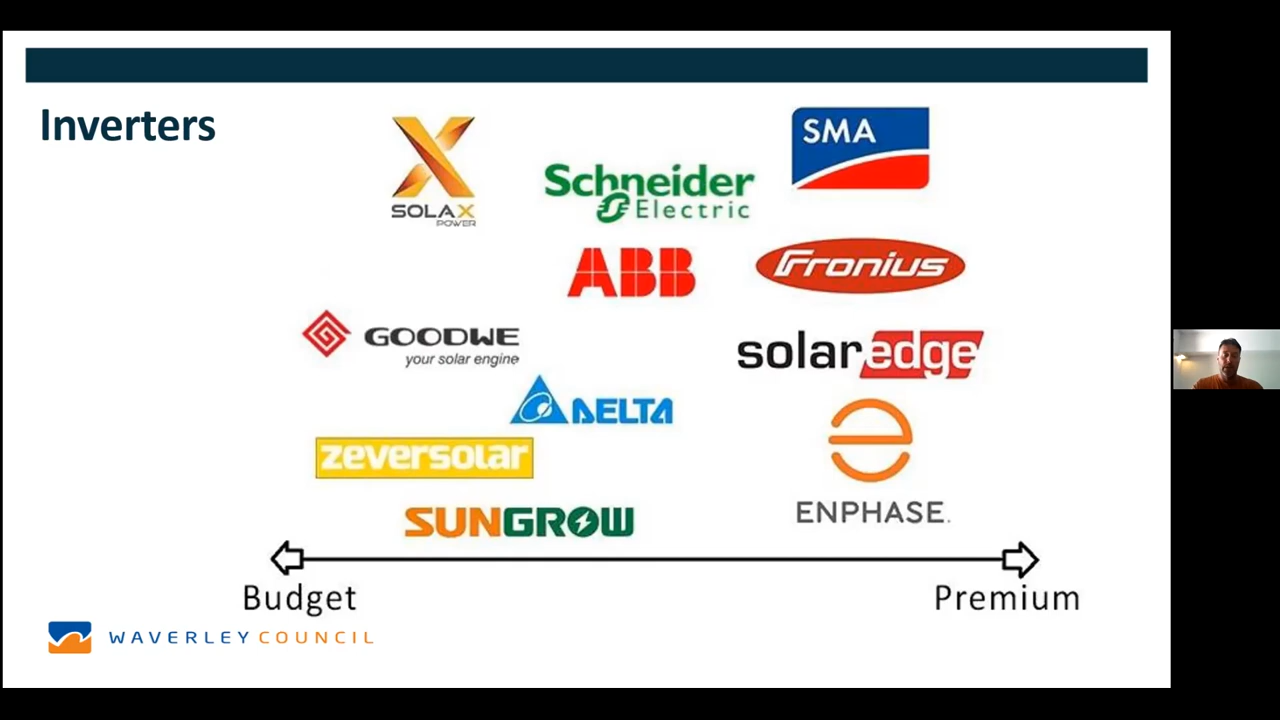 Inverters
SOLAX
POWER
Schneider
Electric
SMA
ABB
Fronius
GOODWE
your solar engine
solaredge
DELTA
zeversolar
ENPHASE.
SUNGROW
Budget
Premium
WAVERLEY COUNCIL